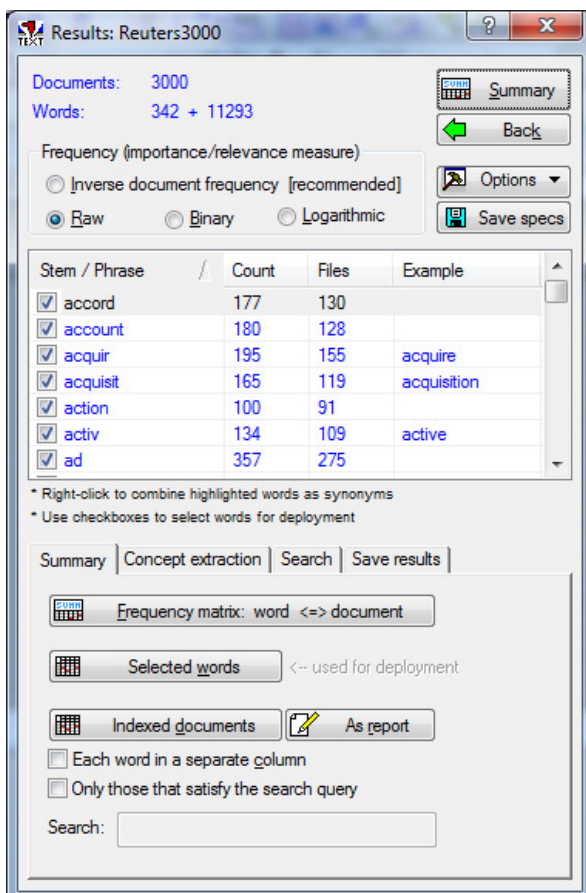 TEXT Results: Reuters3000
Documents: 3000
Summary
Words: 342 + 11293
Back
Frequency (importance/relevance measure)
Inverse document frequency [recommended]
Options
Raw Binary Logarithmic
Save specs
Stem / Phrase Count Files Example
accord 177 130
account 180 128
acquir 195 155 acquire
acquisit 165 119 acquisition
action 100 91
activ 134 109 active
ad 357 275
* Right-click to combine highlighted words as synonyms
* Use checkboxes to select words for deployment
Summary Concept extraction Search Save results
SUMM Frequency matrix: word <=> document
Selected words <-- used for deployment
Indexed documents As report
Each word in a separate column
Only those that satisfy the search query
Search: